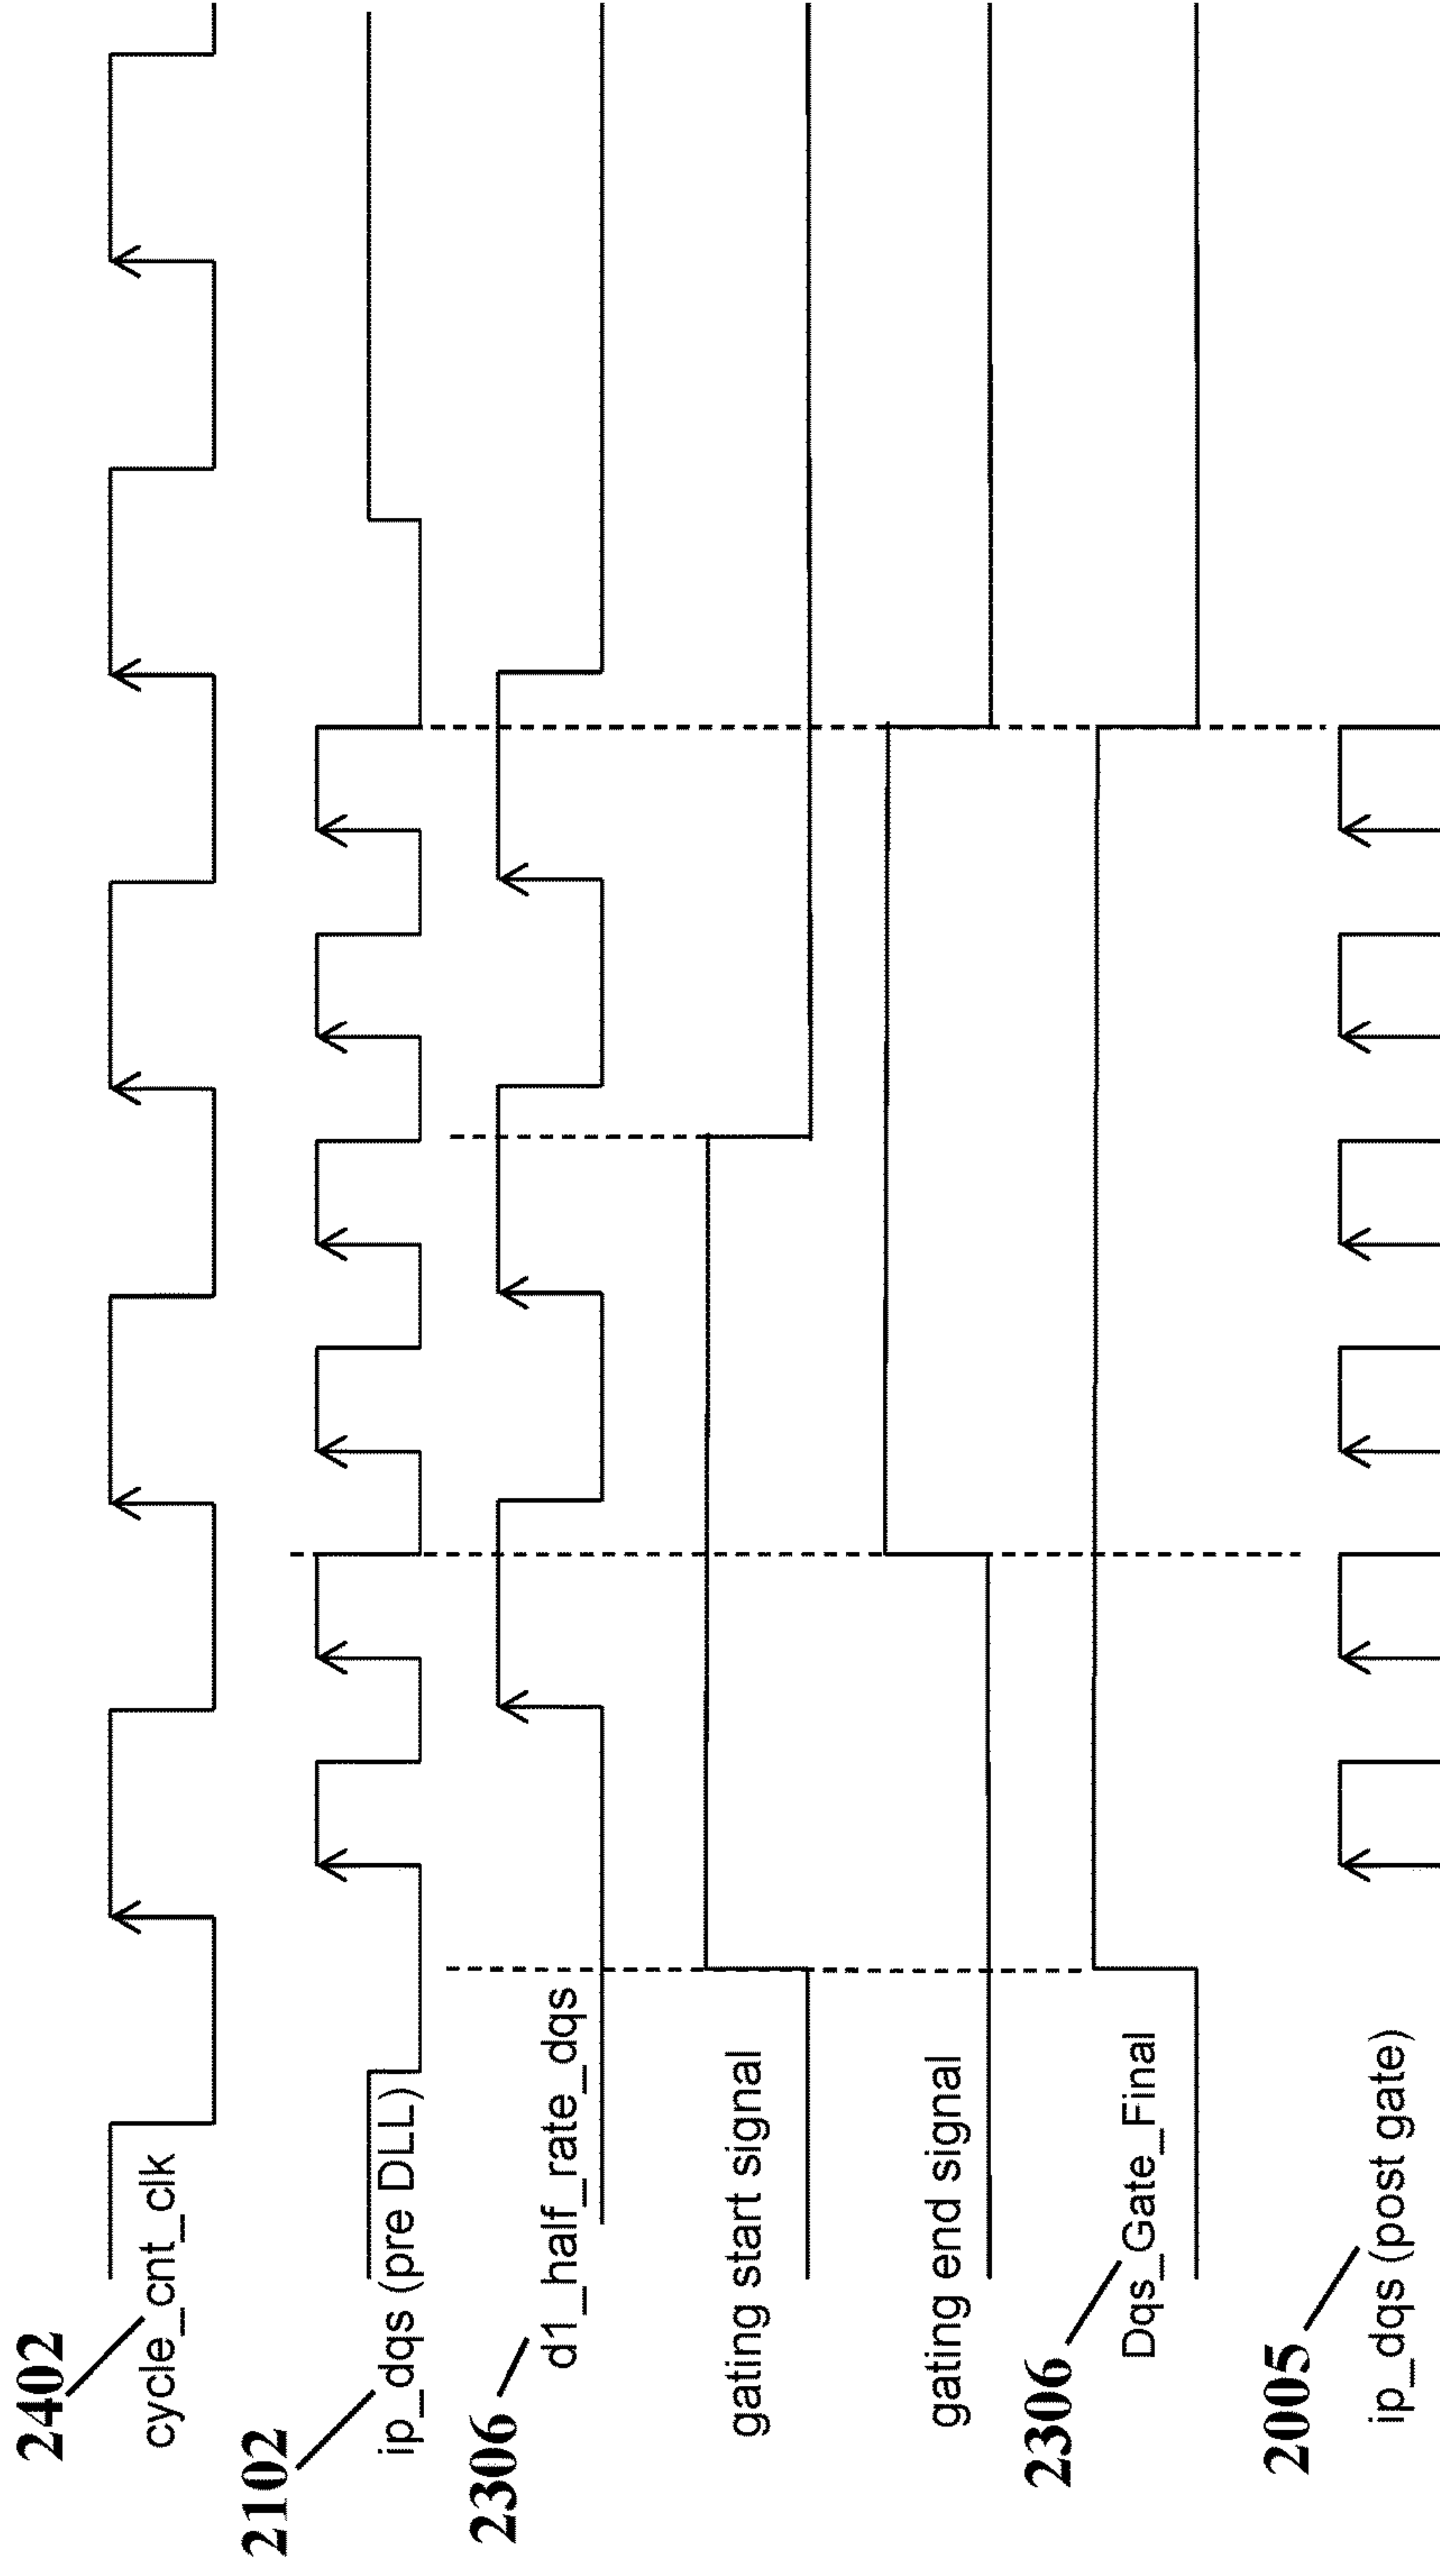 2402
cycle_cnt_clk
2102
ip_dqs (pre DLL)
2306
d1_half_rate_dqs
gating start signal
gating end signal
2306
Dqs_Gate_Final
2005
ip_dqs (post gate)